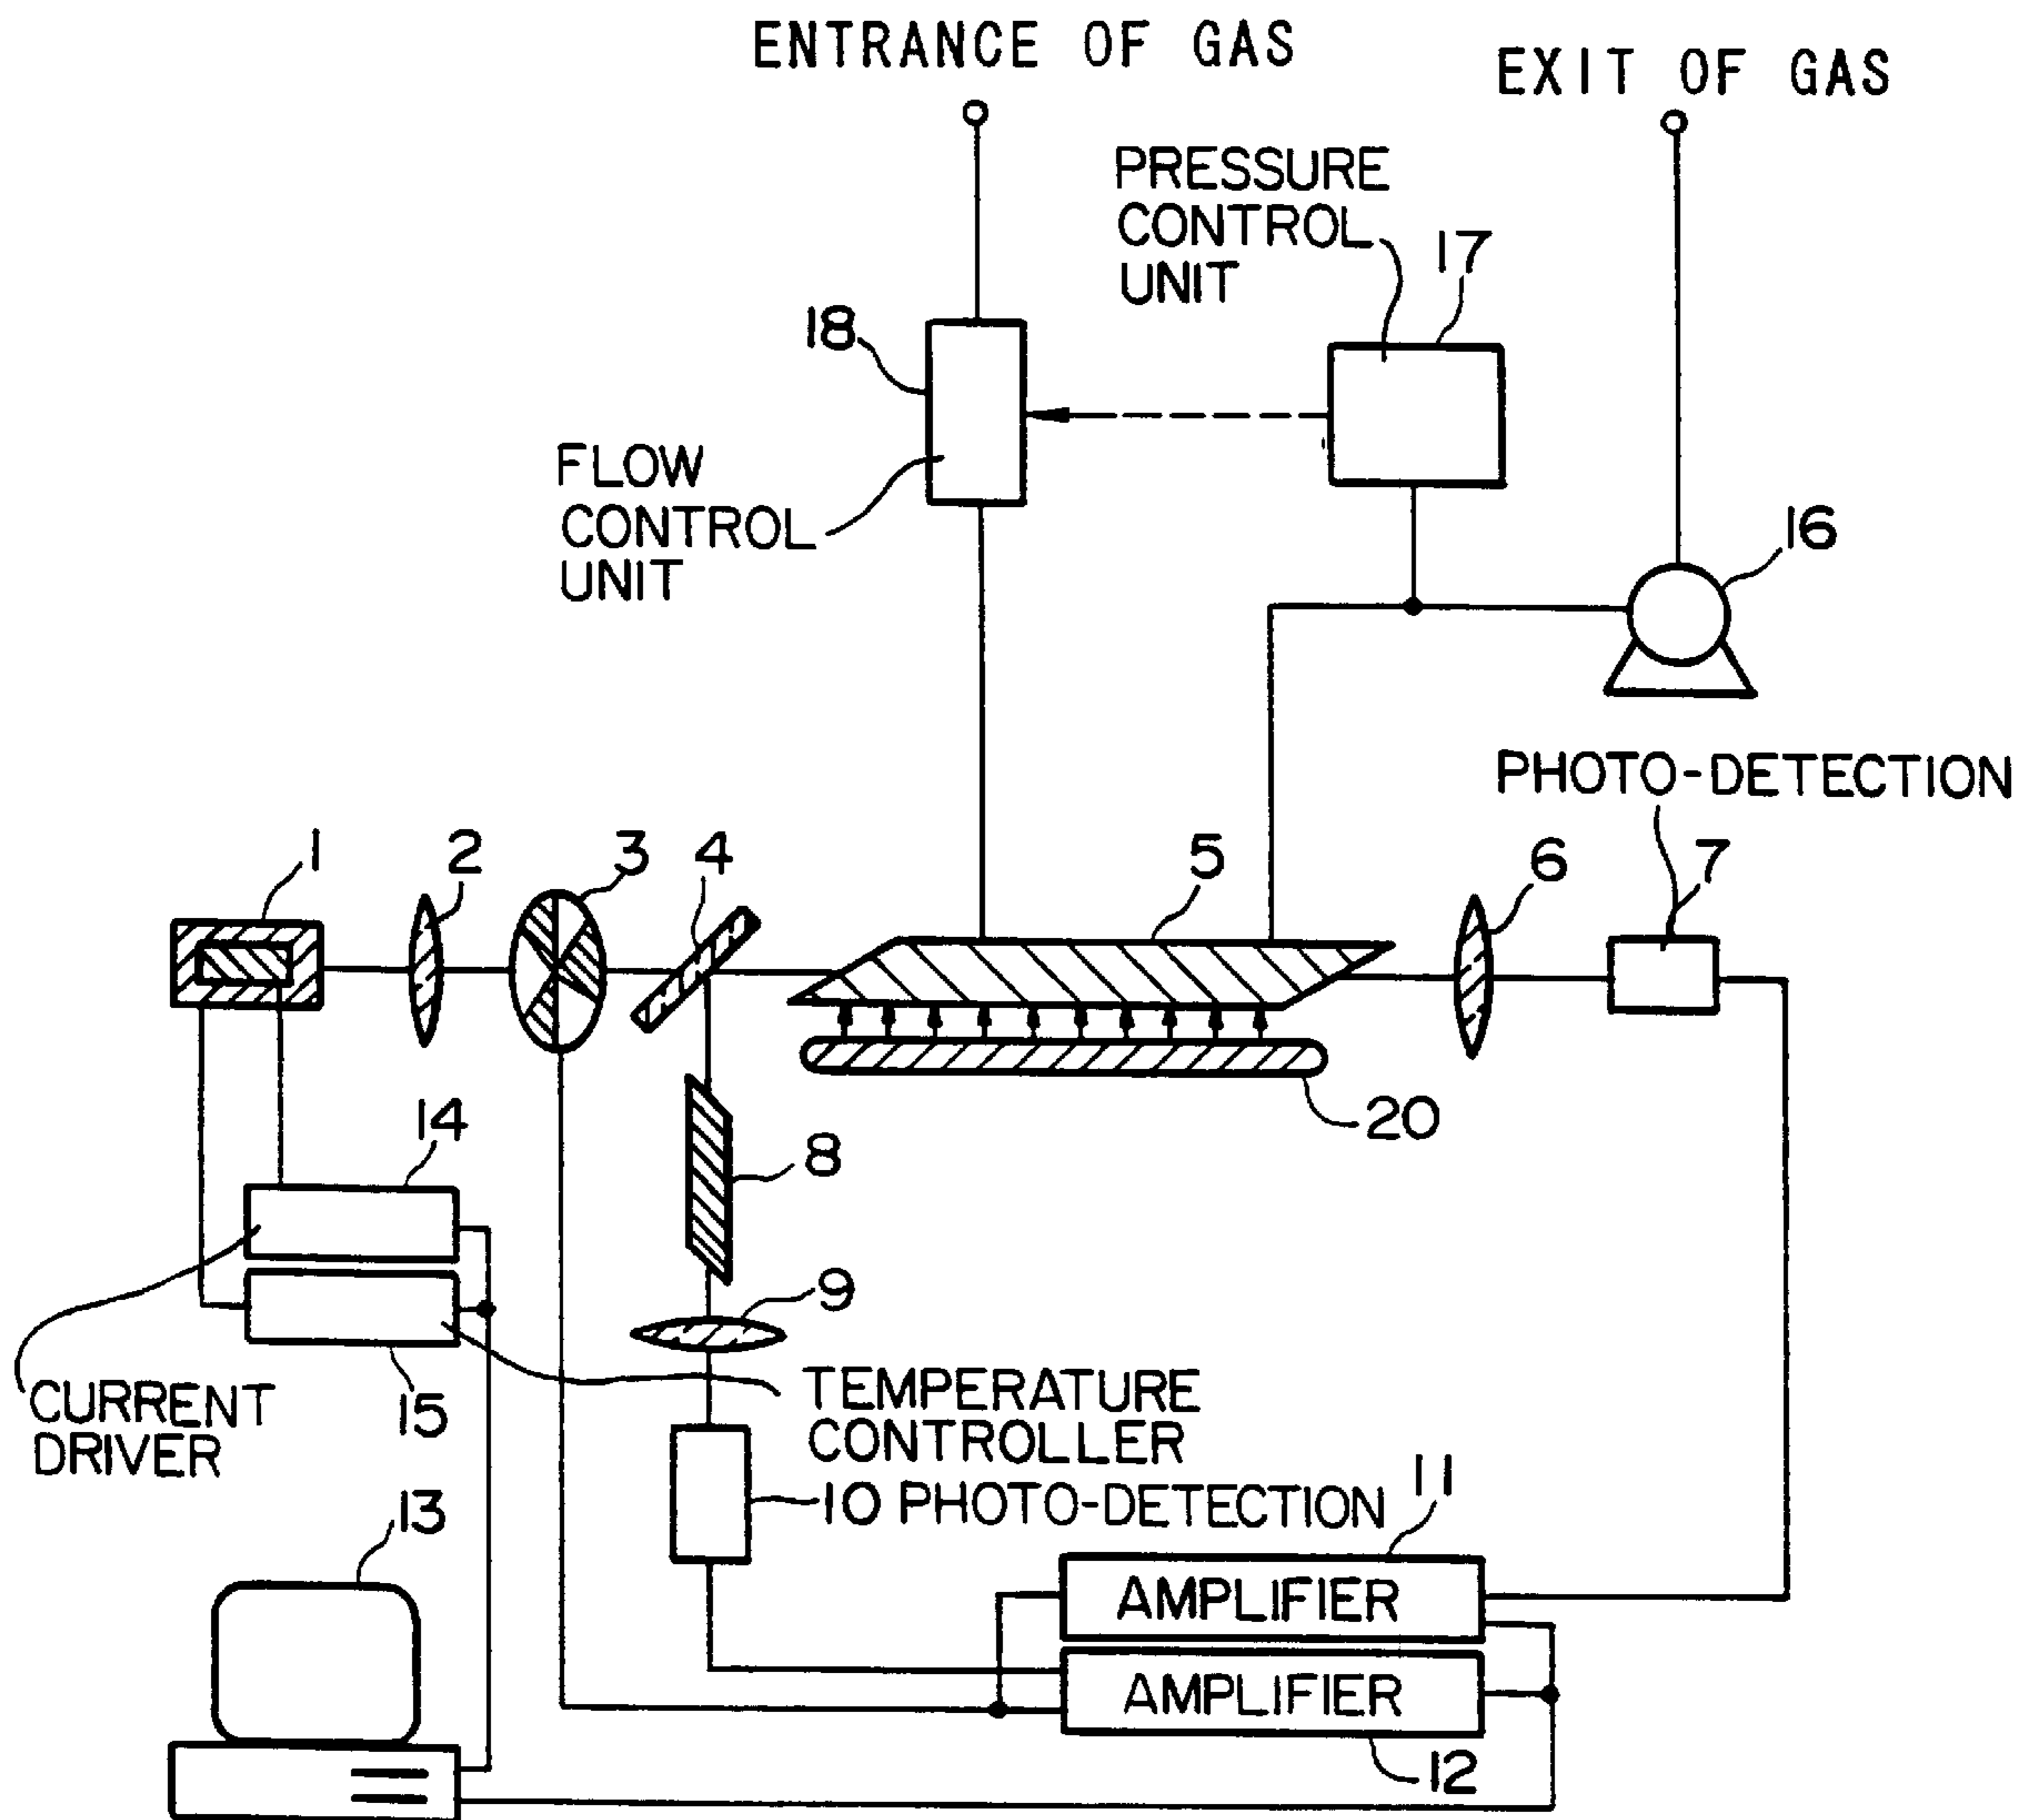 ENTRANCE OF GAS
EXIT OF GAS
PRESSURE
CONTROL
UNIT
17
18
FLOW
CONTROL
UNIT
16
PHOTO-DETECTION
1
2
3
4
5
6
7
20
14
8
9
CURRENT
DRIVER
15
TEMPERATURE
CONTROLLER
10 PHOTO-DETECTION
11
13
AMPLIFIER
AMPLIFIER
12